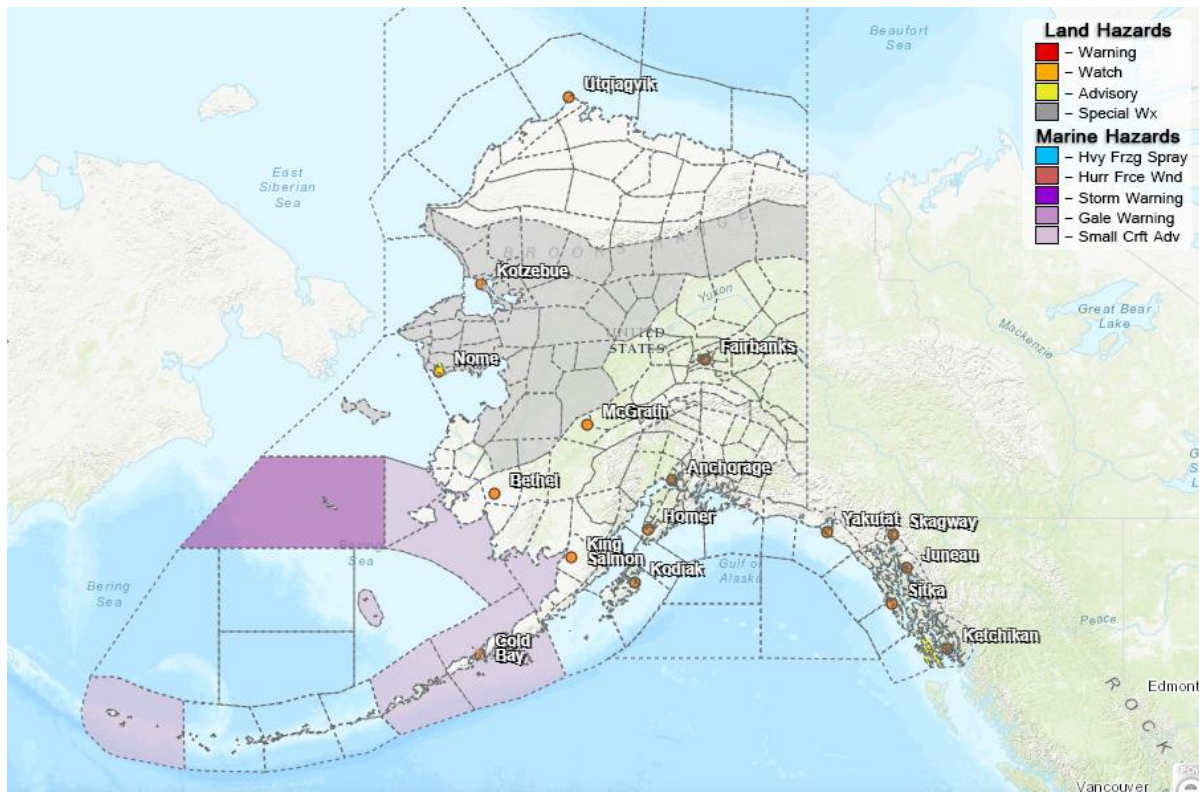 Land Hazards
– Warning
– Watch
– Advisory
– Special Wx
Marine Hazards
– Hvy Frzg Spray
– Hurr Frce Wnd
– Storm Warning
– Gale Warning
– Small Crft Adv
Beaufort
Sea
Utqiagvik
East
Siberian
Sea
BROOKS RANGE
Kotzebue
Yukon
Great Bear
Lake
Mackenzie
UNITED
STATES
Fairbanks
Nome
McGrath
Anchorage
Bethel
Homer
Yakutat
Skagway
King
Salmon
Bering
Sea
Kodiak
Gulf of
Alaska
Juneau
Bering
Sea
Sitka
Peace
Cold
Bay
Ketchikan
Edmont
ROCK
Vancouver